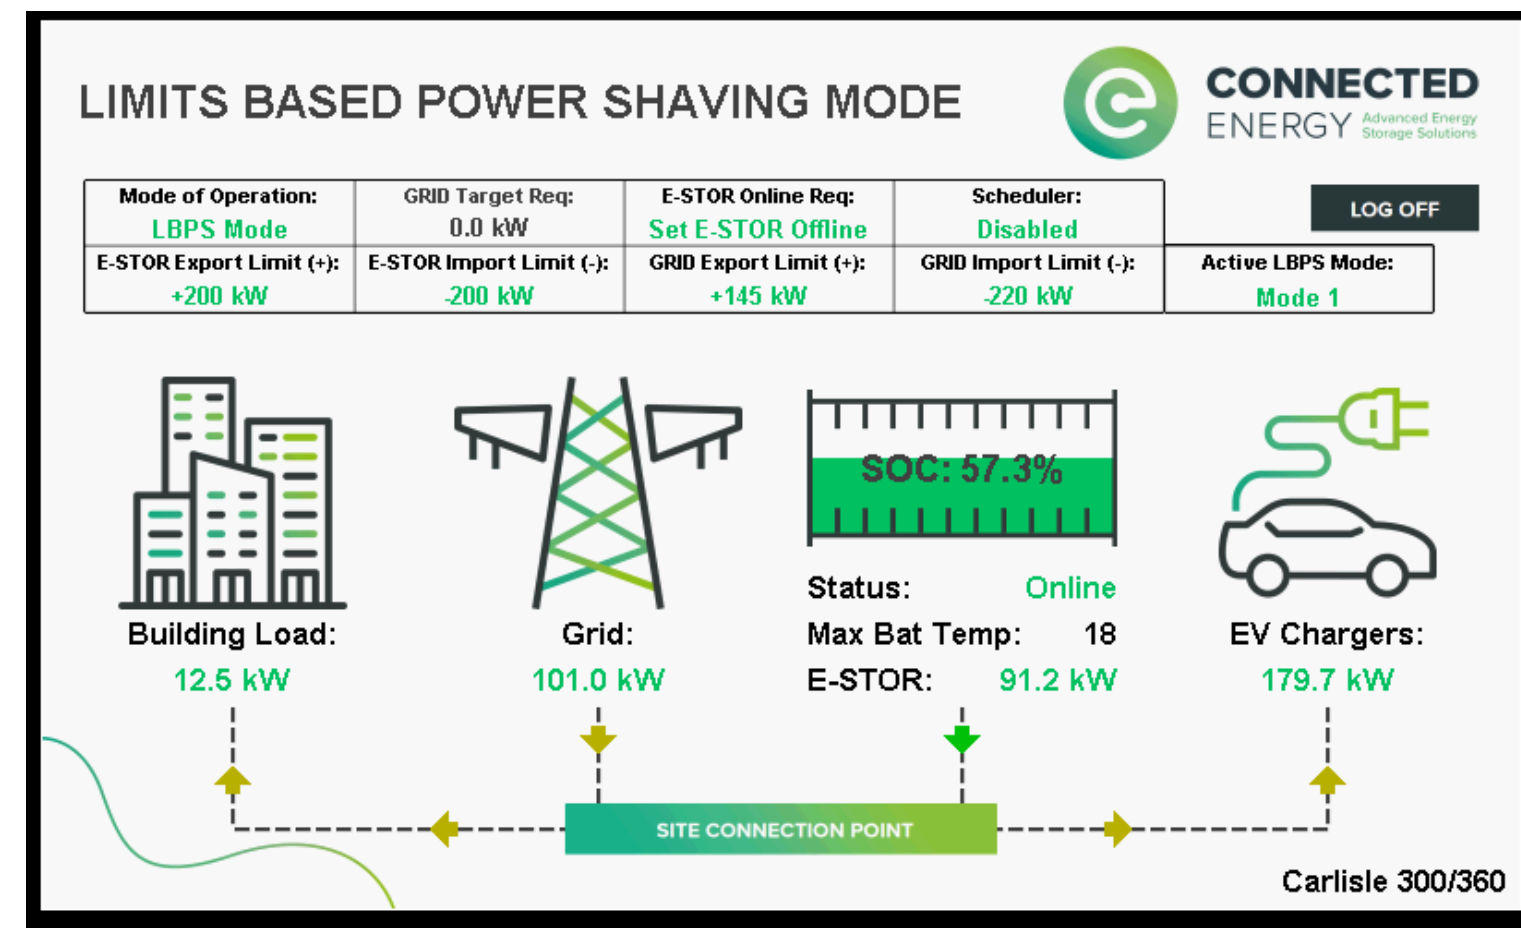 LIMITS BASED POWER SHAVING MODE
e
CONNECTED
ENERGY
Advanced Energy
Storage Solutions
Mode of Operation:
LBPS Mode
GRID Target Req:
0.0 kW
E-STOR Online Req:
Set E-STOR Offline
Scheduler:
Disabled
LOG OFF
E-STOR Export Limit (+):
+200 kW
E-STOR Import Limit (-):
-200 kW
GRID Export Limit (+):
+145 kW
GRID Import Limit (-):
-220 kW
Active LBPS Mode:
Mode 1
SOC: 57.3%
Building Load:
12.5 kW
Grid:
101.0 kW
Status: Online
Max Bat Temp: 18
E-STOR: 91.2 kW
EV Chargers:
179.7 kW
SITE CONNECTION POINT
Carlisle 300/360